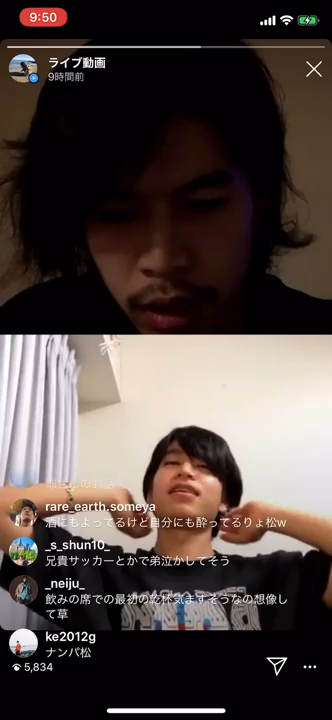 9:50
ライブ動画
9時間前
rare_earth.someya
酒にもよってるけど自分にも酔ってるりょ松w
_s_shun10_
兄貴サッカーとかで弟泣かしてそう
_neiju_
飲みの席での最初の乾杯気まずそうなの想像し
て草
ke2012g
ナンパ松
5,834